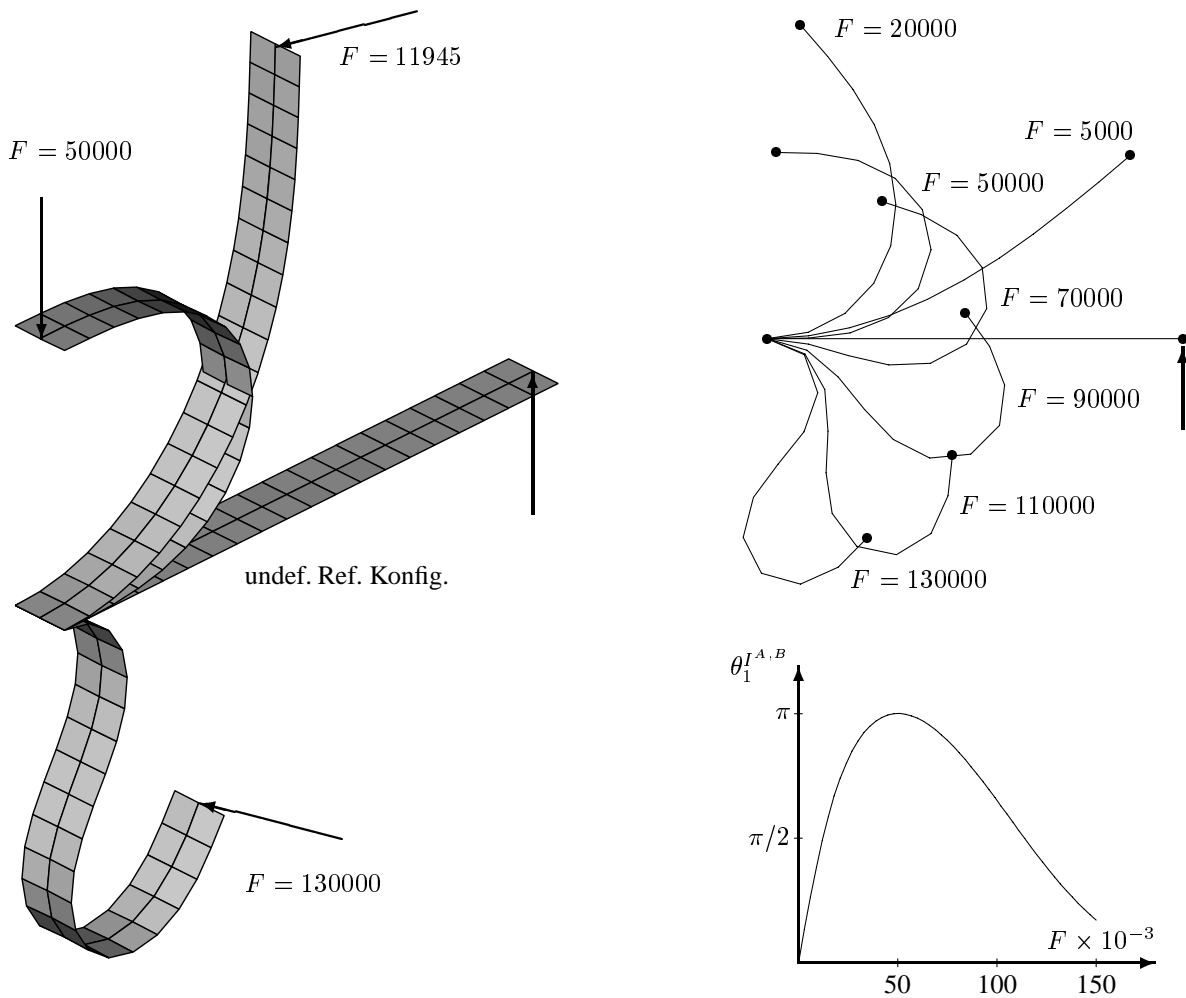 F = 11945
F = 50000
undef. Ref. Konfig.
F = 130000
F = 20000
F = 5000
F = 50000
F = 70000
F = 90000
F = 110000
F = 130000
θ₁^{I^{A,B}}
π
π/2
F × 10⁻³
50 100 150